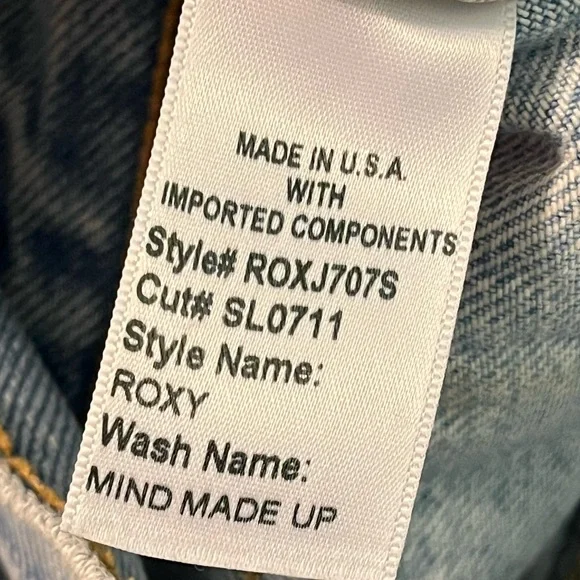 MADE IN U.S.A.
WITH
IMPORTED COMPONENTS
Style# ROXJ707S
Cut# SL0711
Style Name:
ROXY
Wash Name:
MIND MADE UP